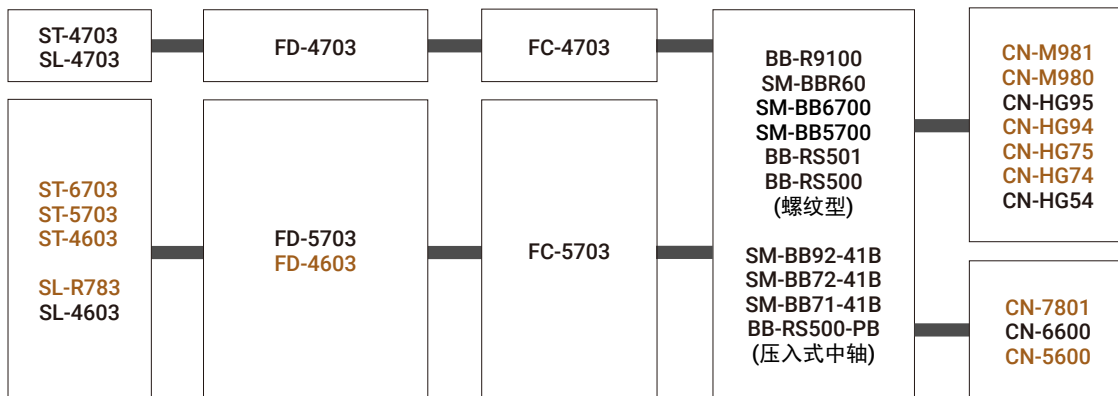 ST-4703
SL-4703
FD-4703
FC-4703
ST-6703
ST-5703
ST-4603
SL-R783
SL-4603
FD-5703
FD-4603
FC-5703
BB-R9100
SM-BBR60
SM-BB6700
SM-BB5700
BB-RS501
BB-RS500
(螺纹型)
SM-BB92-41B
SM-BB72-41B
SM-BB71-41B
BB-RS500-PB
(压入式中轴)
CN-M981
CN-M980
CN-HG95
CN-HG94
CN-HG75
CN-HG74
CN-HG54
CN-7801
CN-6600
CN-5600